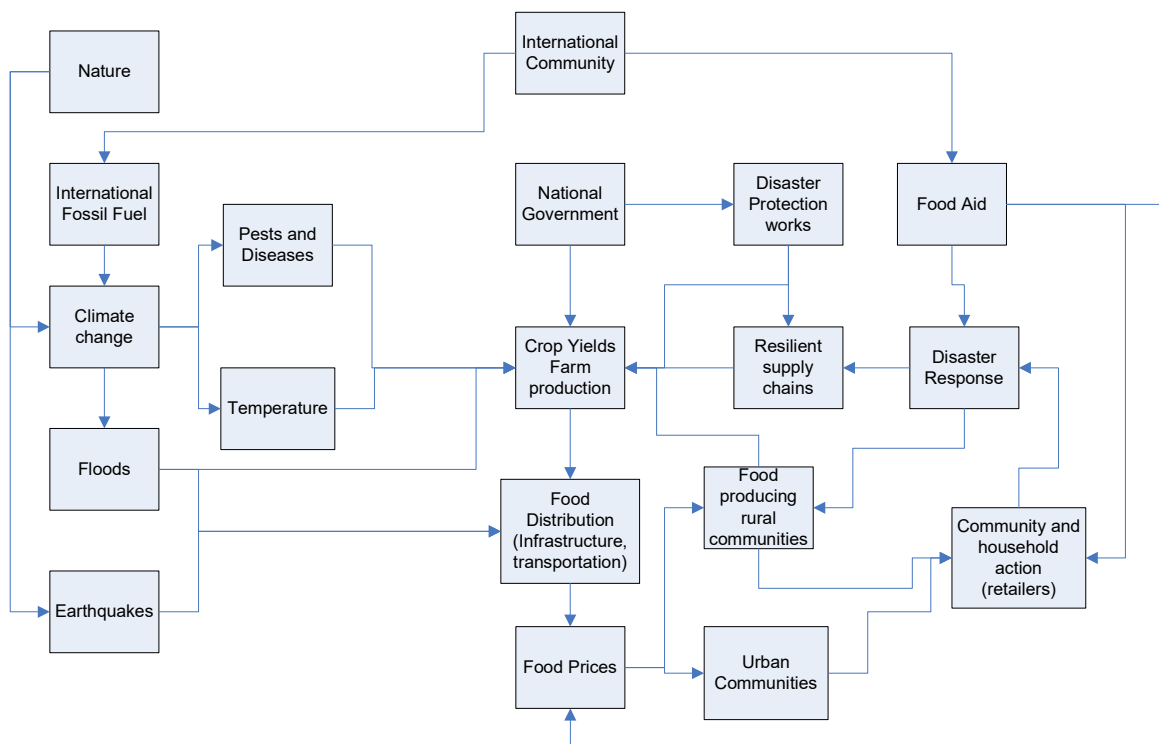 Nature
International
Community
International
Fossil Fuel
National
Government
Disaster
Protection
works
Food Aid
Pests and
Diseases
Climate
change
Crop Yields
Farm
production
Resilient
supply
chains
Disaster
Response
Temperature
Floods
Food
Distribution
(Infrastructure,
transportation)
Food
producing
rural
communities
Community and
household
action
(retailers)
Earthquakes
Food Prices
Urban
Communities